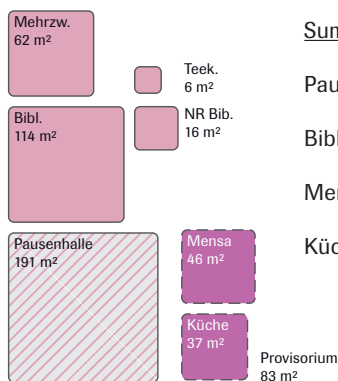 Mehrzw.
62 m²
Teek.
6 m²
Bibl.
114 m²
NR Bib.
16 m²
Pausenhalle
191 m²
Mensa
46 m²
Küche
37 m²
Provisorium
83 m²
Sum
Pau
Bibl
Men
Küc